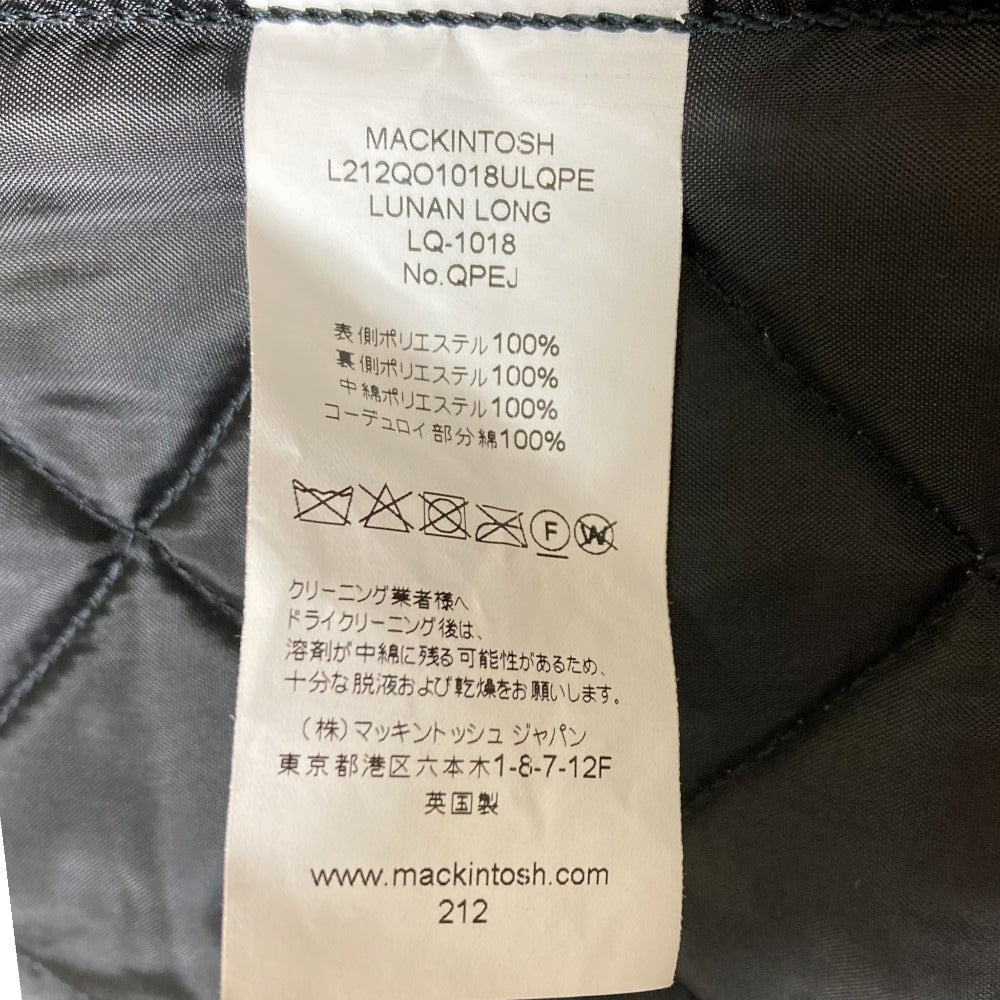 MACKINTOSH
L212QO1018ULQPE
LUNAN LONG
LQ-1018
No.QPEJ
表側ポリエステル100%
裏側ポリエステル100%
中綿ポリエステル100%
コーデュロイ部分綿100%
F W
クリーニング業者様へ
ドライクリーニング後は、
溶剤が中綿に残る可能性があるため、
十分な脱液および乾燥をお願いします。
(株)マッキントッシュ ジャパン
東京都港区六本木1-8-7-12F
英国製
www.mackintosh.com
212